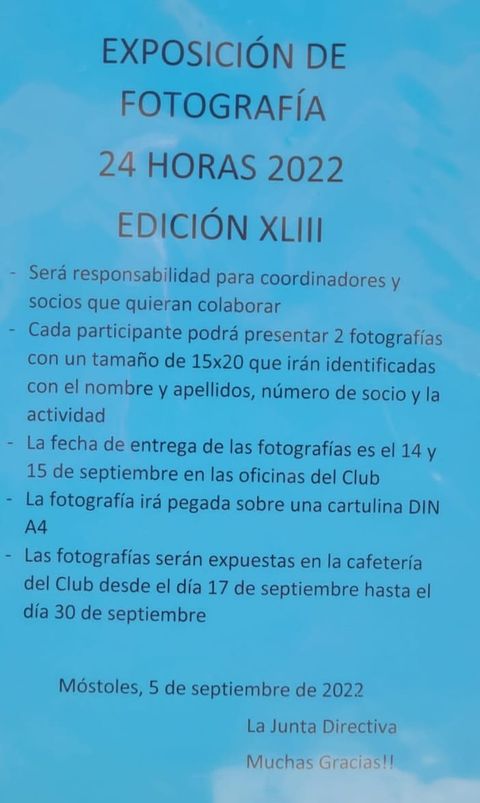 EXPOSICIÓN DE
FOTOGRAFÍA
24 HORAS 2022
EDICIÓN XLIII
- Será responsabilidad para coordinadores y
socios que quieran colaborar
- Cada participante podrá presentar 2 fotografías
con un tamaño de 15x20 que irán identificadas
con el nombre y apellidos, número de socio y la
actividad
- La fecha de entrega de las fotografías es el 14 y
15 de septiembre en las oficinas del Club
- La fotografía irá pegada sobre una cartulina DIN
A4
- Las fotografías serán expuestas en la cafetería
del Club desde el día 17 de septiembre hasta el
día 30 de septiembre
Móstoles, 5 de septiembre de 2022
La Junta Directiva
Muchas Gracias!!